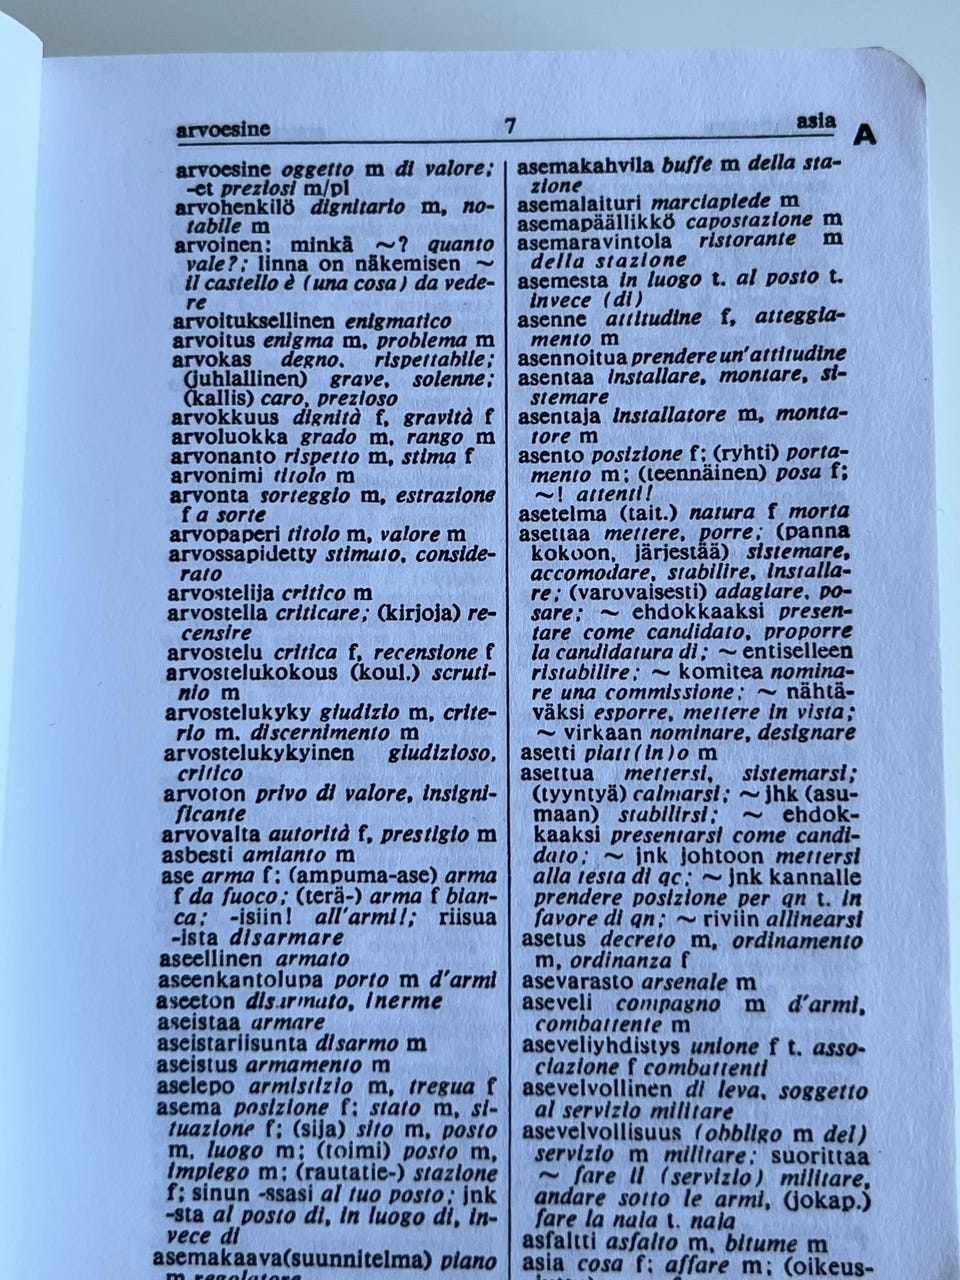 arvoesine
7
asia
A
arvoesine oggetto m di valore;
-et preziosi m/pl
arvohenkilö dignitario m, no-
tabile m
arvoinen: minkä ~? quanto
vale?; linna on näkemisen ~
il castello è (una cosa) da vede-
re
arvoituksellinen enigmatico
arvoitus enigma m, problema m
arvokas degno, rispettabile;
(juhlallinen) grave, solenne;
(kallis) caro, prezioso
arvokkuus dignità f, gravità f
arvoluokka grado m, rango m
arvonanto rispetto m, stima f
arvonimi titolo m
arvonta sorteggio m, estrazione
f a sorte
arvopaperi titolo m, valore m
arvossapidetty stimato, conside-
rato
arvostelija critico m
arvostella criticare; (kirjoja) re-
censire
arvostelu critica f, recensione f
arvostelukokous (koul.) scruti-
nio m
arvostelukyky giudizio m, crite-
rio m, discernimento m
arvostelukykyinen giudizioso,
critico
arvoton privo di valore, insigni-
ficante
arvovalta autorità f, prestigio m
asbesti amianto m
ase arma f; (ampuma-ase) arma
f da fuoco; (terä-) arma f bian-
ca; -isiin! all'armi!; riisua
-ista disarmare
aseellinen armato
aseenkantolupa porto m d'armi
aseeton disarmato, inerme
aseistaa armare
aseistariisunta disarmo m
aseistus armamento m
aselepo armistizio m, tregua f
asema posizione f; stato m, si-
tuazione f; (sija) sito m, posto
m, luogo m; (toimi) posto m,
impiego m; (rautatie-) stazione
f; sinun -ssasi al tuo posto; jnk
-sta al posto di, in luogo di, in-
vece di
asemakaava(suunnitelma) piano
m regolatore
asemakahvila buffe m della sta-
zione
asemalaituri marciapiede m
asemapäällikkö capostazione m
asemaravintola ristorante m
della stazione
asemesta in luogo t. al posto t.
invece (di)
asenne attitudine f, atteggia-
mento m
asennoitua prendere un'attitudine
asentaa installare, montare, si-
stemare
asentaja installatore m, monta-
tore m
asento posizione f; (ryhti) porta-
mento m; (teennäinen) posa f;
~! attenti!
asetelma (tait.) natura f morta
asettaa mettere, porre; (panna
kokoon, järjestää) sistemare,
accomodare, stabilire, installa-
re; (varovaisesti) adagiare, po-
sare; ~ ehdokkaaksi presen-
tare come candidato, proporre
la candidatura di; ~ entiselleen
ristabilire; ~ komitea nomina-
re una commissione; ~ nähtä-
väksi esporre, mettere in vista;
~ virkaan nominare, designare
asetti piatt(in)o m
asettua mettersi, sistemarsi;
(tyyntyä) calmarsi; ~ jhk (asu-
maan) stabilirsi; ~ ehdok-
kaaksi presentarsi come candi-
dato; ~ jnk johtoon mettersi
alla testa di qc; ~ jnk kannalle
prendere posizione per qn t. in
favore di qn; ~ riviin allinearsi
asetus decreto m, ordinamento
m, ordinanza f
asevarasto arsenale m
aseveli compagno m d'armi,
combattente m
aseveliyhdistys unione f t. asso-
ciazione f combattenti
asevelvollinen di leva, soggetto
al servizio militare
asevelvollisuus (obbligo m del)
servizio m militare; suorittaa
~ fare il (servizio) militare,
andare sotto le armi, (jokap.)
fare la naia t. naja
asfaltti asfalto m, bitume m
asia cosa f; affare m; (oikeus-